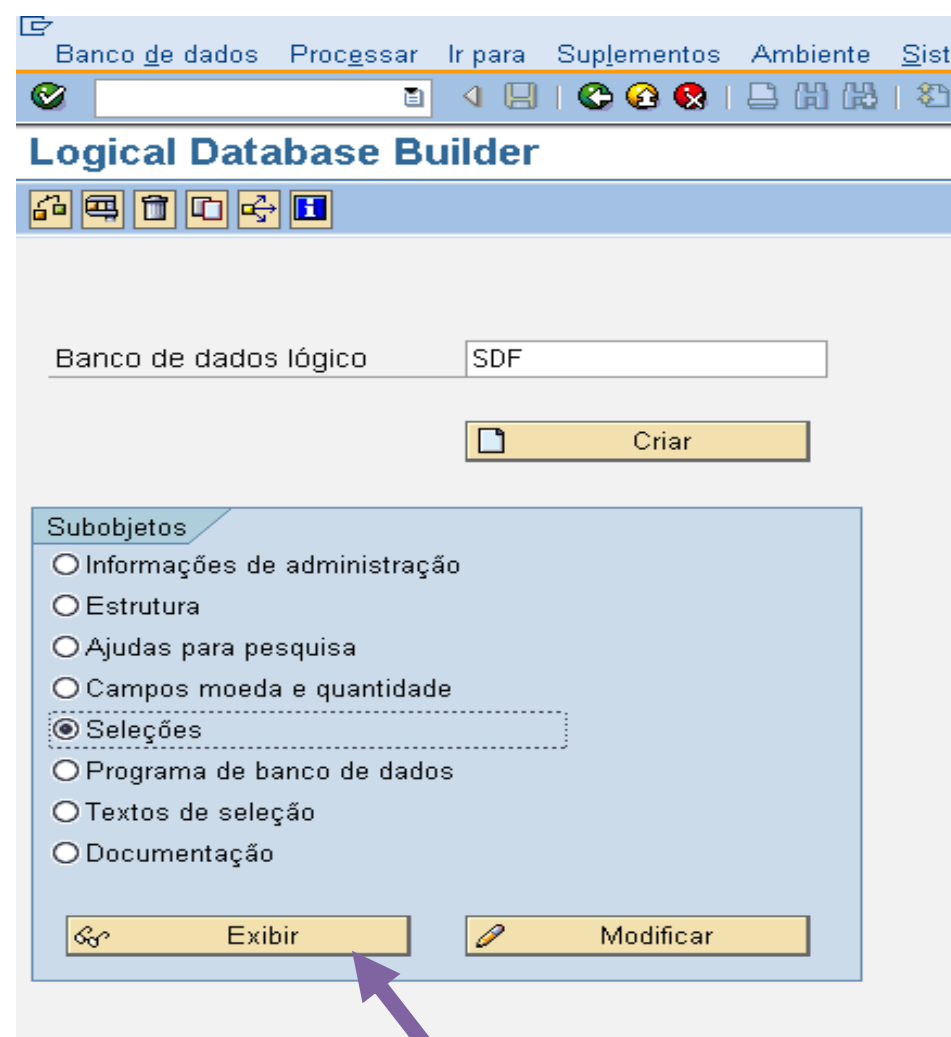 Banco de dados Processar Ir para Suplementos Ambiente Sist
Logical Database Builder
Banco de dados lógico SDF
Criar
Subobjetos
Informações de administração
Estrutura
Ajudas para pesquisa
Campos moeda e quantidade
Seleções
Programa de banco de dados
Textos de seleção
Documentação
Exibir Modificar